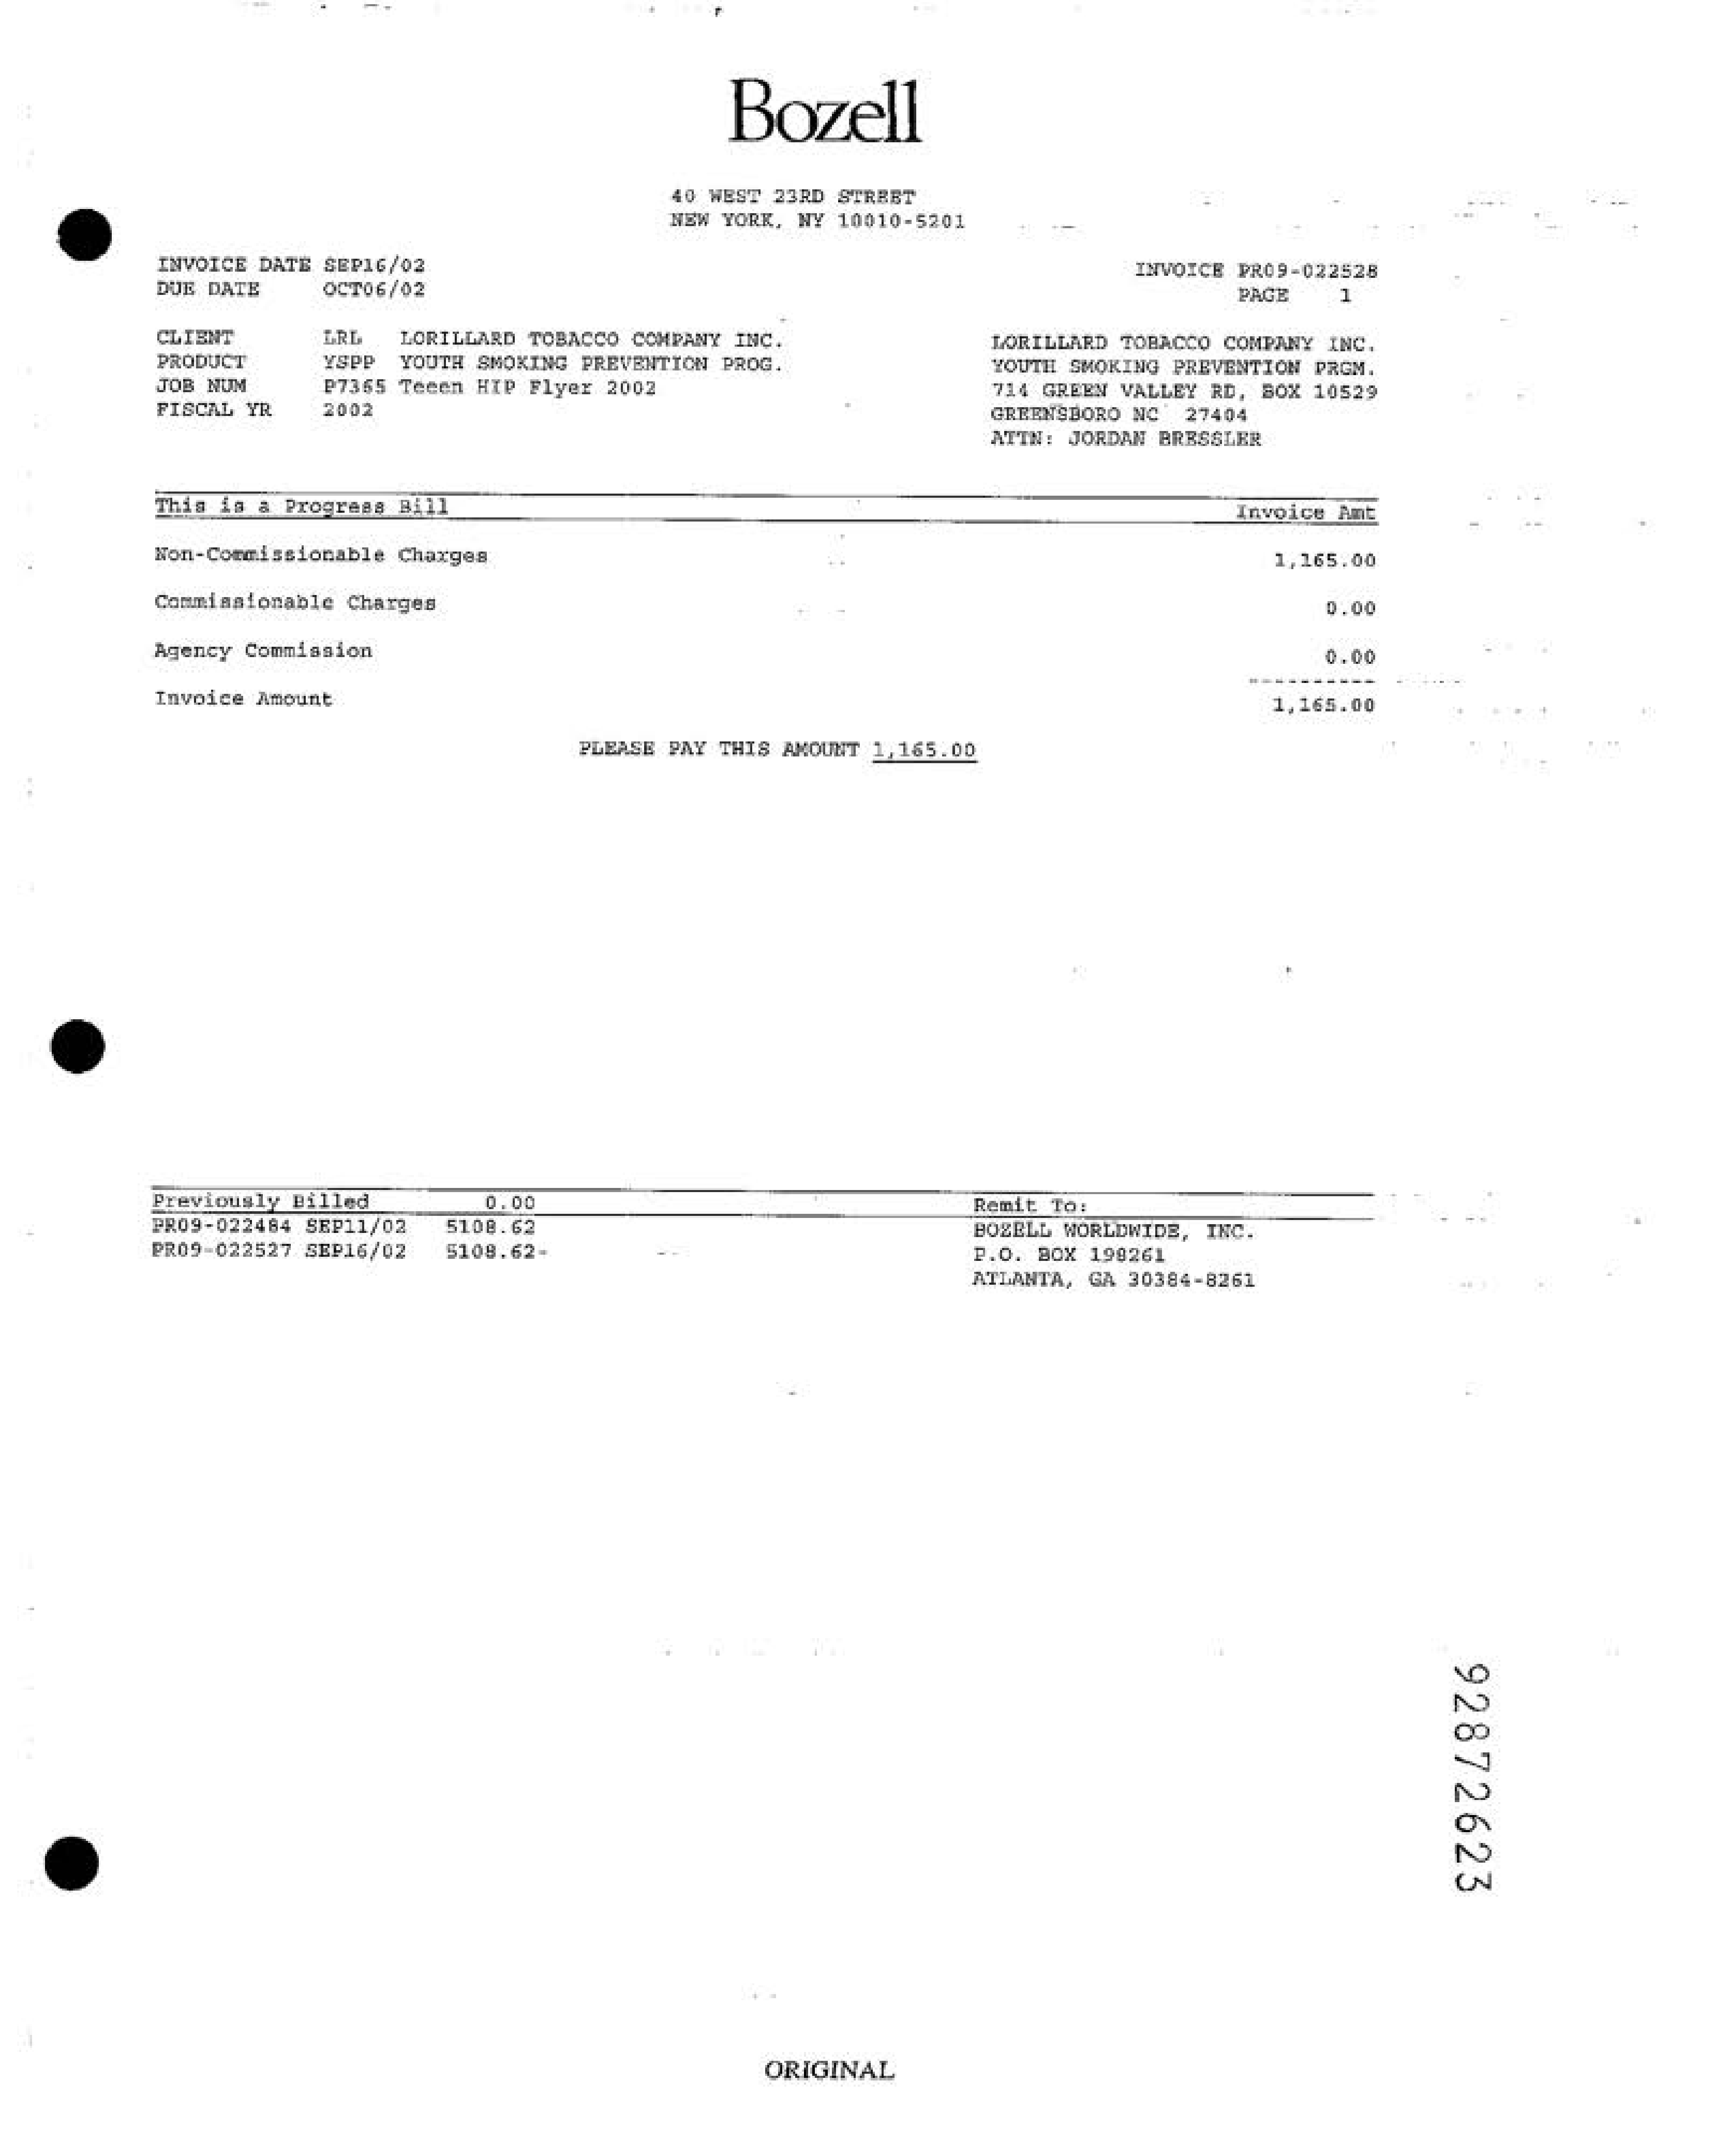 Bozell
40 WEST 23RD STREET
NEW YORK, NY 10010-5201
INVOICE DATE SEP16/02
DUE DATE OCT06/02
INVOICE PR09-022528
PAGE 1
CLIENT LRL LORILLARD TOBACCO COMPANY INC.
PRODUCT YSPP YOUTH SMOKING PREVENTION PROG.
JOB NUM P7365 Teeen HIP Flyer 2002
FISCAL YR 2002
LORILLARD TOBACCO COMPANY INC.
YOUTH SMOKING PREVENTION PRGM.
714 GREEN VALLEY RD, BOX 10529
GREENSBORO NC 27404
ATTN: JORDAN BRESSLER
This is a Progress Bill Invoice Amt
Non-Commissionable Charges 1,165.00
Commissionable Charges 0.00
Agency Commission 0.00
----------
Invoice Amount 1,165.00
PLEASE PAY THIS AMOUNT 1,165.00
Previously Billed 0.00
PR09-022484 SEP11/02 5108.62
PR09-022527 SEP16/02 5108.62-
Remit To:
BOZELL WORLDWIDE, INC.
P.O. BOX 198261
ATLANTA, GA 30384-8261
92872623
ORIGINAL